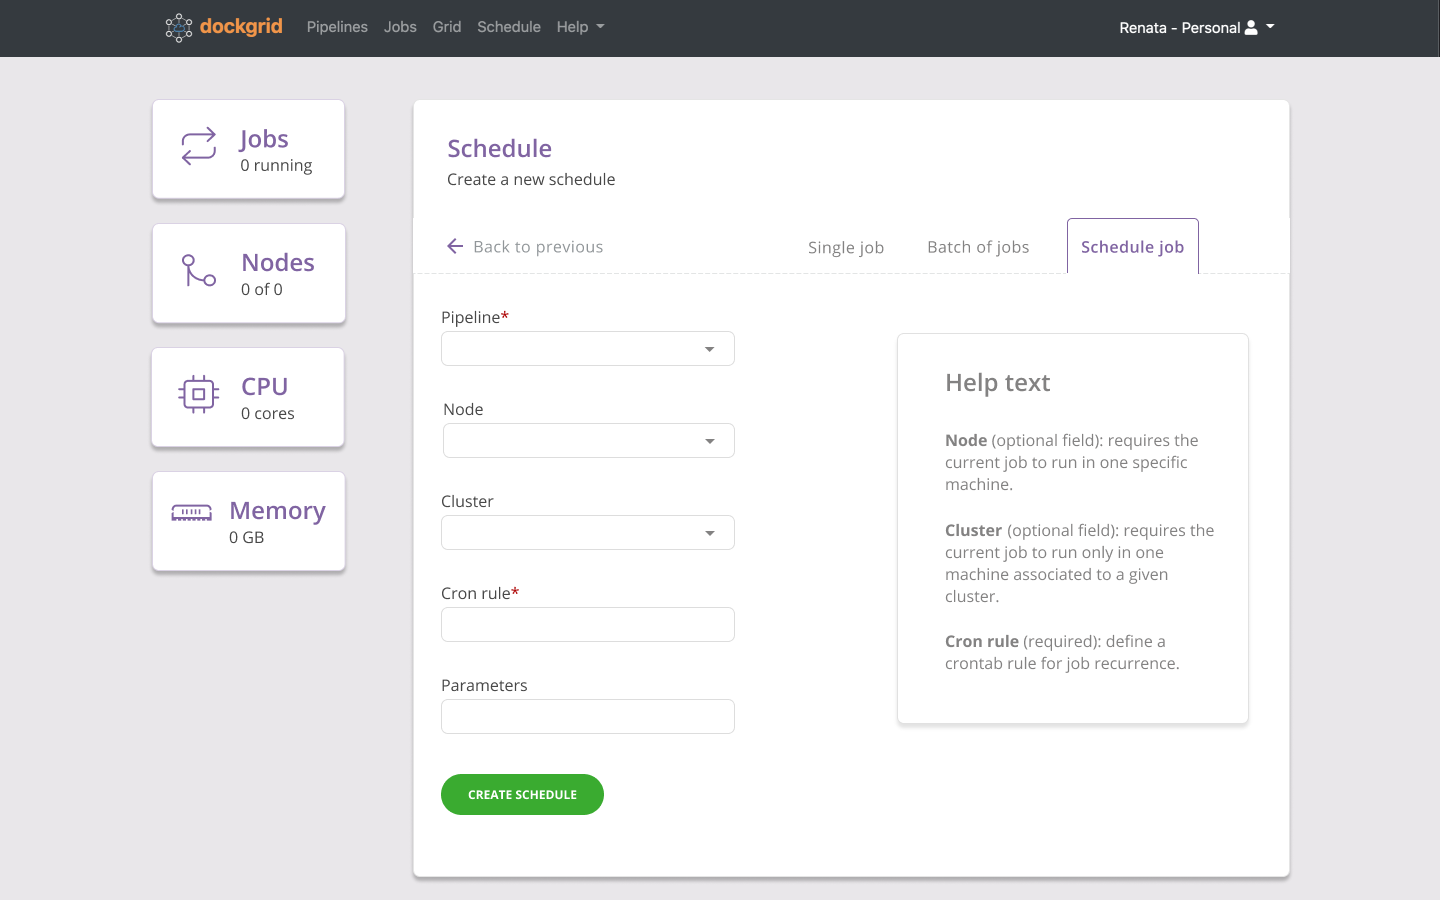 dockgrid Pipelines Jobs Grid Schedule Help Renata - Personal
Jobs
0 running
Nodes
0 of 0
CPU
0 cores
Memory
0 GB
Schedule
Create a new schedule
Back to previous Single job Batch of jobs Schedule job
Pipeline*
Node
Cluster
Cron rule*
Parameters
CREATE SCHEDULE
Help text
Node (optional field): requires the
current job to run in one specific
machine.
Cluster (optional field): requires the
current job to run only in one
machine associated to a given
cluster.
Cron rule (required): define a
crontab rule for job recurrence.